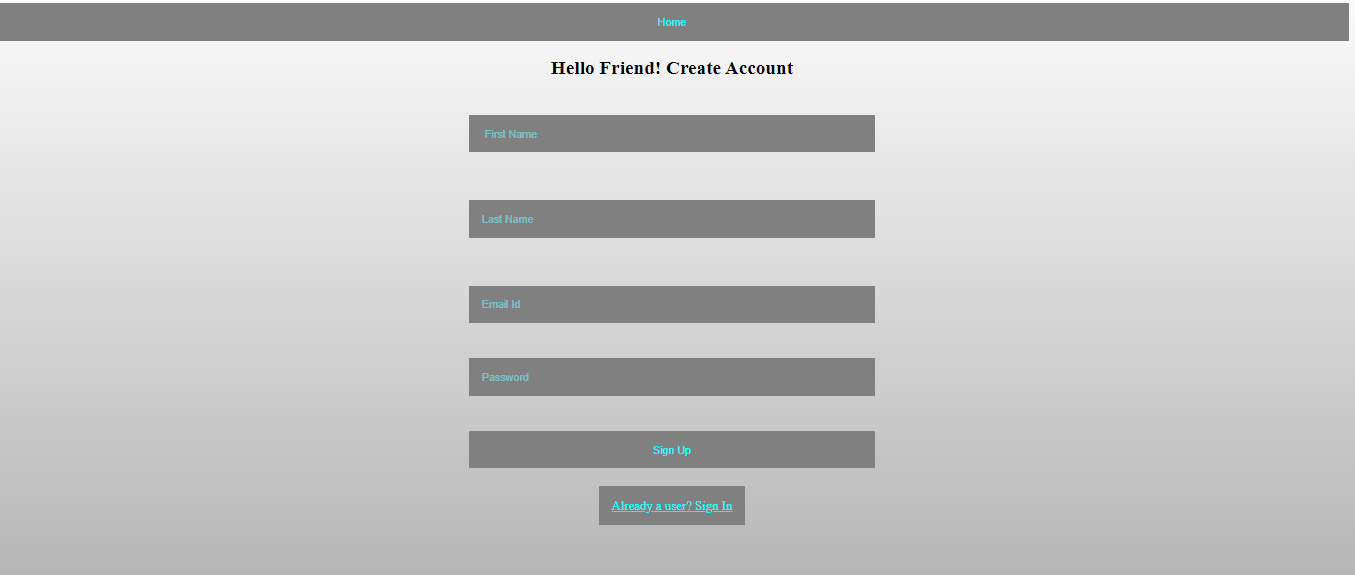 Home
Hello Friend! Create Account
First Name
Last Name
Email Id
Password
Sign Up
Already a user? Sign In